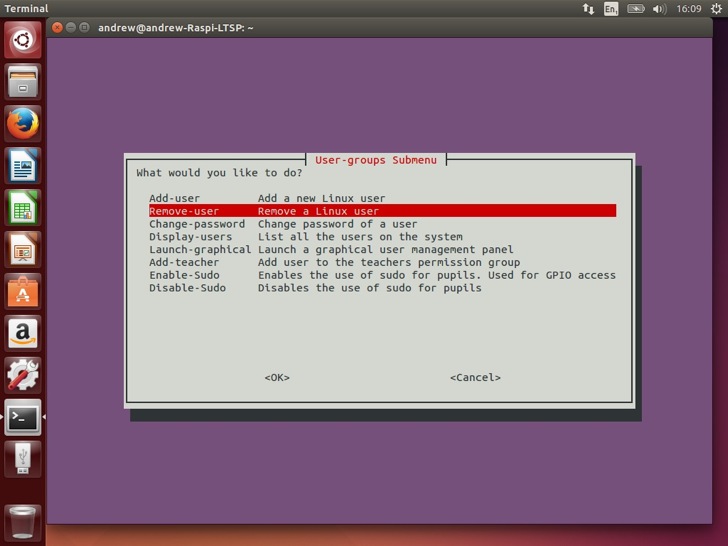 Terminal
En1
16:09
andrew@andrew-Raspi-LTSP: ~
User-groups Submenu
What would you like to do?
Add-user Add a new Linux user
Remove-user Remove a Linux user
Change-password Change password of a user
Display-users List all the users on the system
Launch-graphical Launch a graphical user management panel
Add-teacher Add user to the teachers permission group
Enable-Sudo Enables the use of sudo for pupils. Used for GPIO access
Disable-Sudo Disables the use of sudo for pupils
<OK> <Cancel>